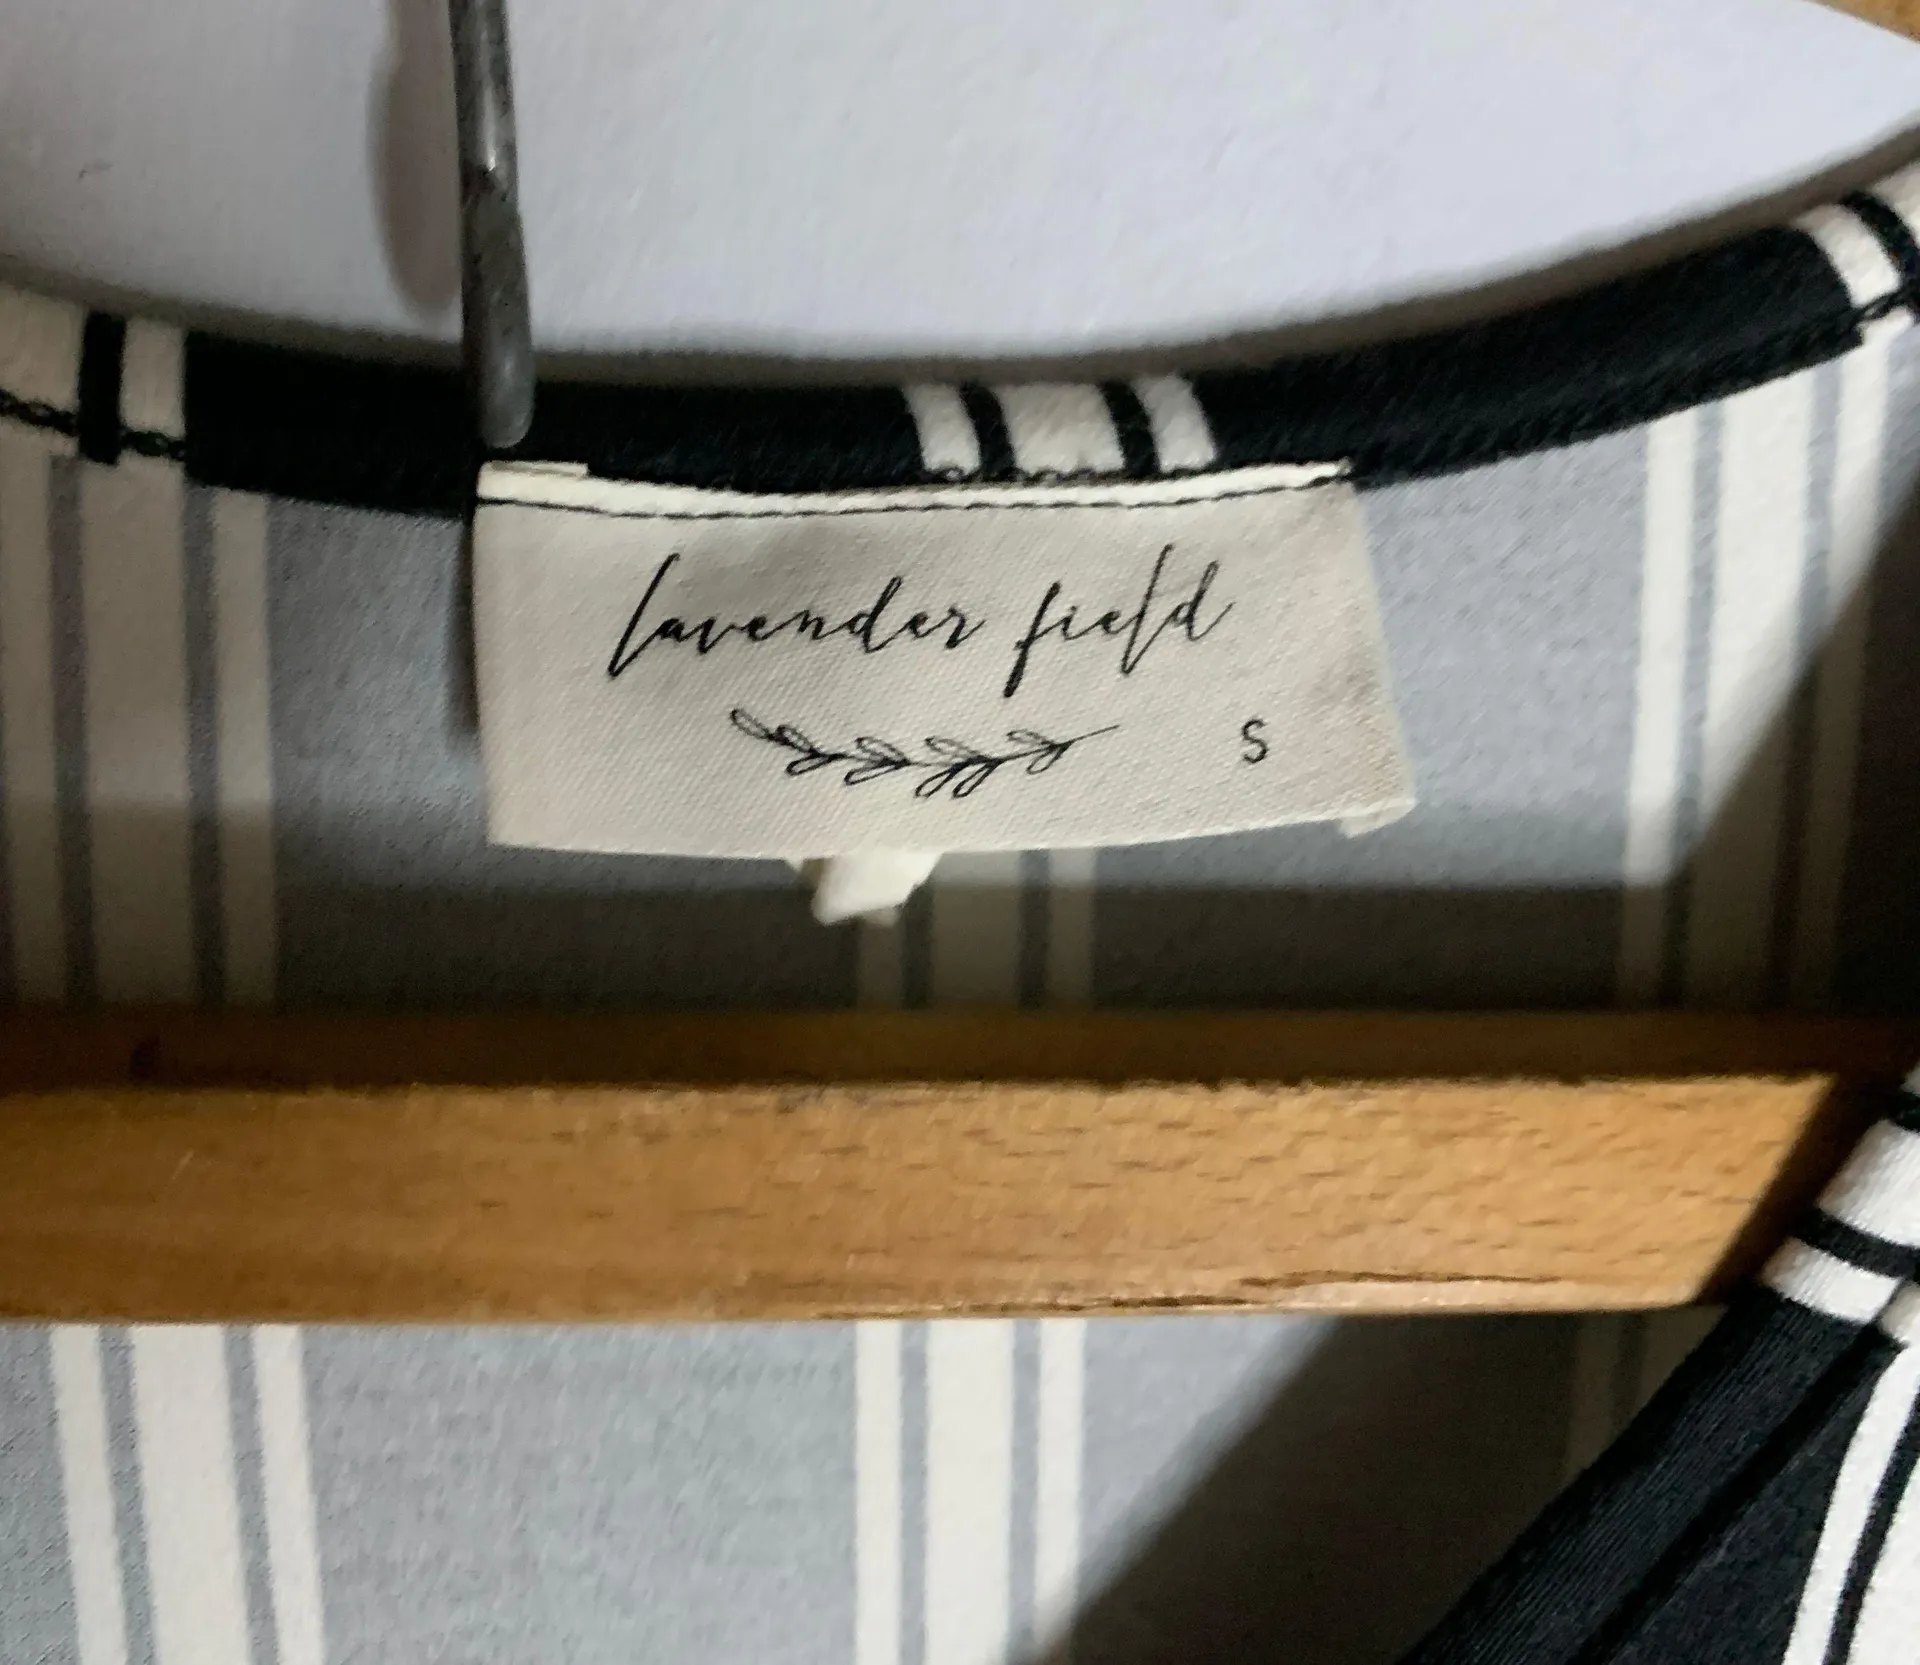 lavender field
S